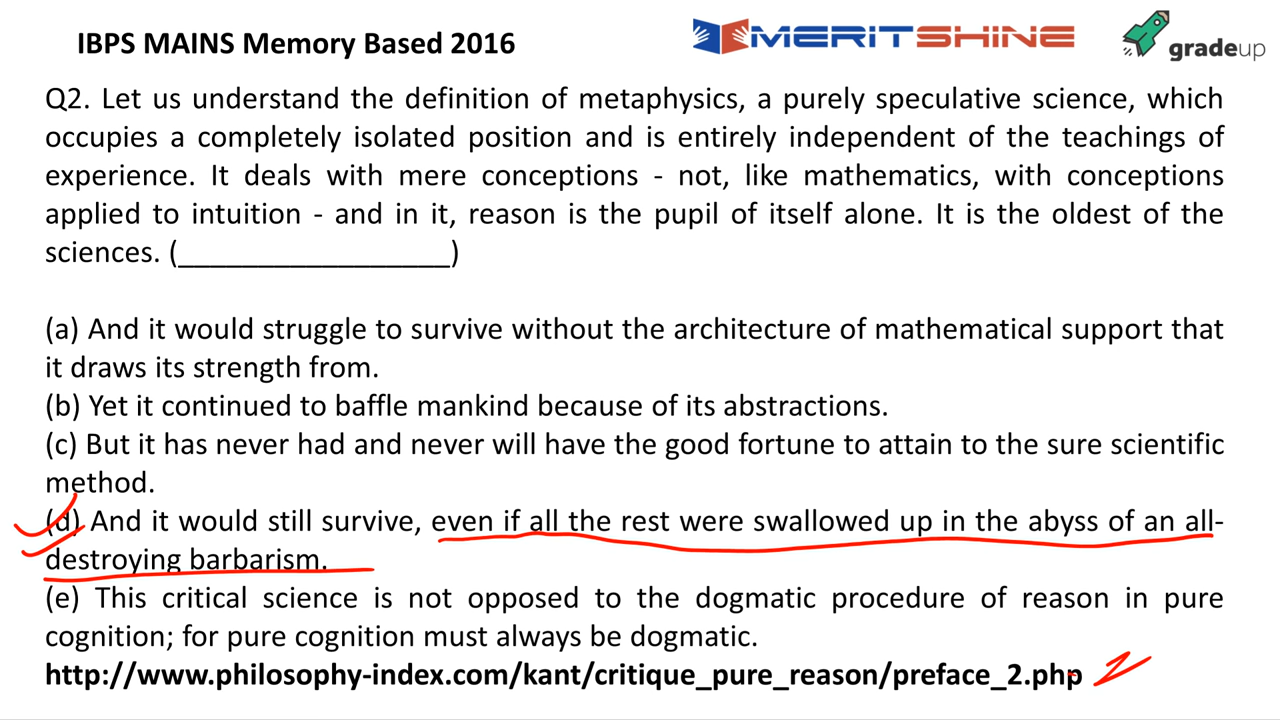 IBPS MAINS Memory Based 2016
MERITSHINE
gradeup
Q2. Let us understand the definition of metaphysics, a purely speculative science, which
occupies a completely isolated position and is entirely independent of the teachings of
experience. It deals with mere conceptions - not, like mathematics, with conceptions
applied to intuition - and in it, reason is the pupil of itself alone. It is the oldest of the
sciences. (_________________)
(a) And it would struggle to survive without the architecture of mathematical support that
it draws its strength from.
(b) Yet it continued to baffle mankind because of its abstractions.
(c) But it has never had and never will have the good fortune to attain to the sure scientific
method.
(d) And it would still survive, even if all the rest were swallowed up in the abyss of an all-
destroying barbarism.
(e) This critical science is not opposed to the dogmatic procedure of reason in pure
cognition; for pure cognition must always be dogmatic.
http://www.philosophy-index.com/kant/critique_pure_reason/preface_2.php